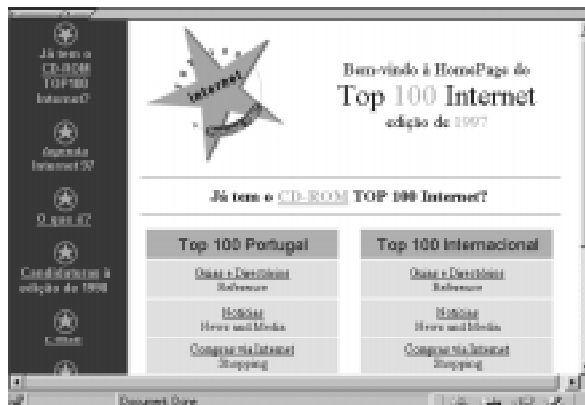 Já tem o
CD-ROM
TOP100
Internet?
Agenda
Internet 97
O que é?
Candidaturas à
edição de 1998
Internet
Bem-vindo à HomePage do
Top 100 Internet
edição de 1997
Já tem o CD-ROM TOP 100 Internet?
Top 100 Portugal
Guias e Directórios
Reference
Notícias
News and Media
Compras via Internet
Shopping
Top 100 Internacional
Guias e Directórios
Reference
Notícias
News and Media
Compras via Internet
Shopping
Document: Done